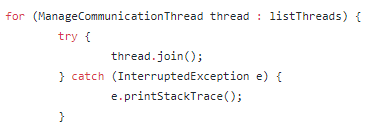 for (ManageCommunicationThread thread : listThreads) {
        try {
                thread.join();
        } catch (InterruptedException e) {
                e.printStackTrace();
        }